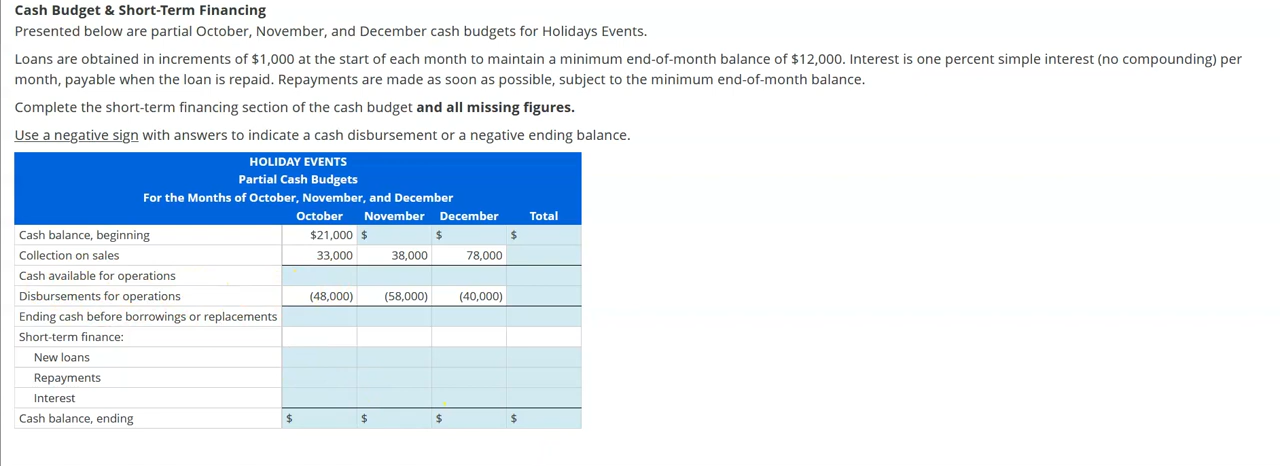 Cash Budget & Short-Term Financing
Presented below are partial October, November, and December cash budgets for Holidays Events.
Loans are obtained in increments of $1,000 at the start of each month to maintain a minimum end-of-month balance of $12,000. Interest is one percent simple interest (no compounding) per
month, payable when the loan is repaid. Repayments are made as soon as possible, subject to the minimum end-of-month balance.
Complete the short-term financing section of the cash budget and all missing figures.
Use a negative sign with answers to indicate a cash disbursement or a negative ending balance.
HOLIDAY EVENTS
Partial Cash Budgets
For the Months of October, November, and December
October November December Total
Cash balance, beginning $21,000 $ $ $
Collection on sales 33,000 38,000 78,000
Cash available for operations
Disbursements for operations (48,000) (58,000) (40,000)
Ending cash before borrowings or replacements
Short-term finance:
New loans
Repayments
Interest
Cash balance, ending $ $ $ $